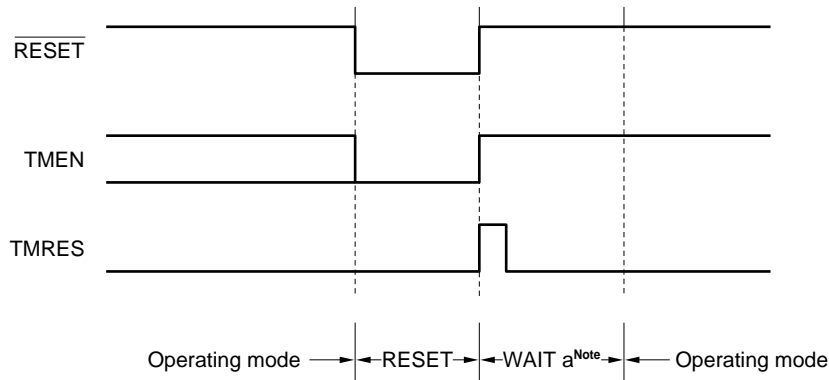 RESET
TMEN
TMRES
Operating mode RESET WAIT aNote Operating mode